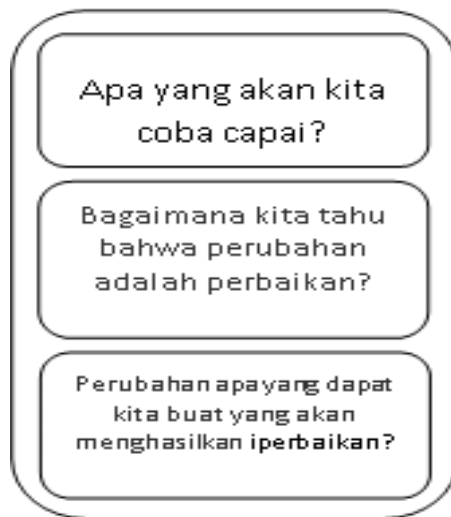 Apa yang akan kita
coba capai?
Bagaimana kita tahu
bahwa perubahan
adalah perbaikan?
Perubahan apa yang dapat
kita buat yang akan
menghasilkan iperbaikan?